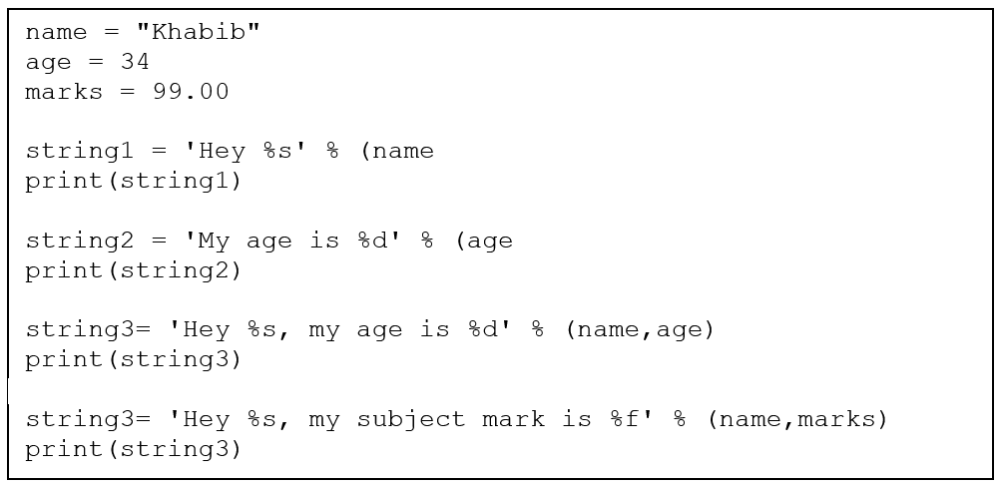 name = "Khabib"
age = 34
marks = 99.00
string1 = 'Hey %s' % (name
print(string1)
string2 = 'My age is %d' % (age
print(string2)
string3= 'Hey %s, my age is %d' % (name,age)
print(string3)
string3= 'Hey %s, my subject mark is %f' % (name,marks)
print(string3)